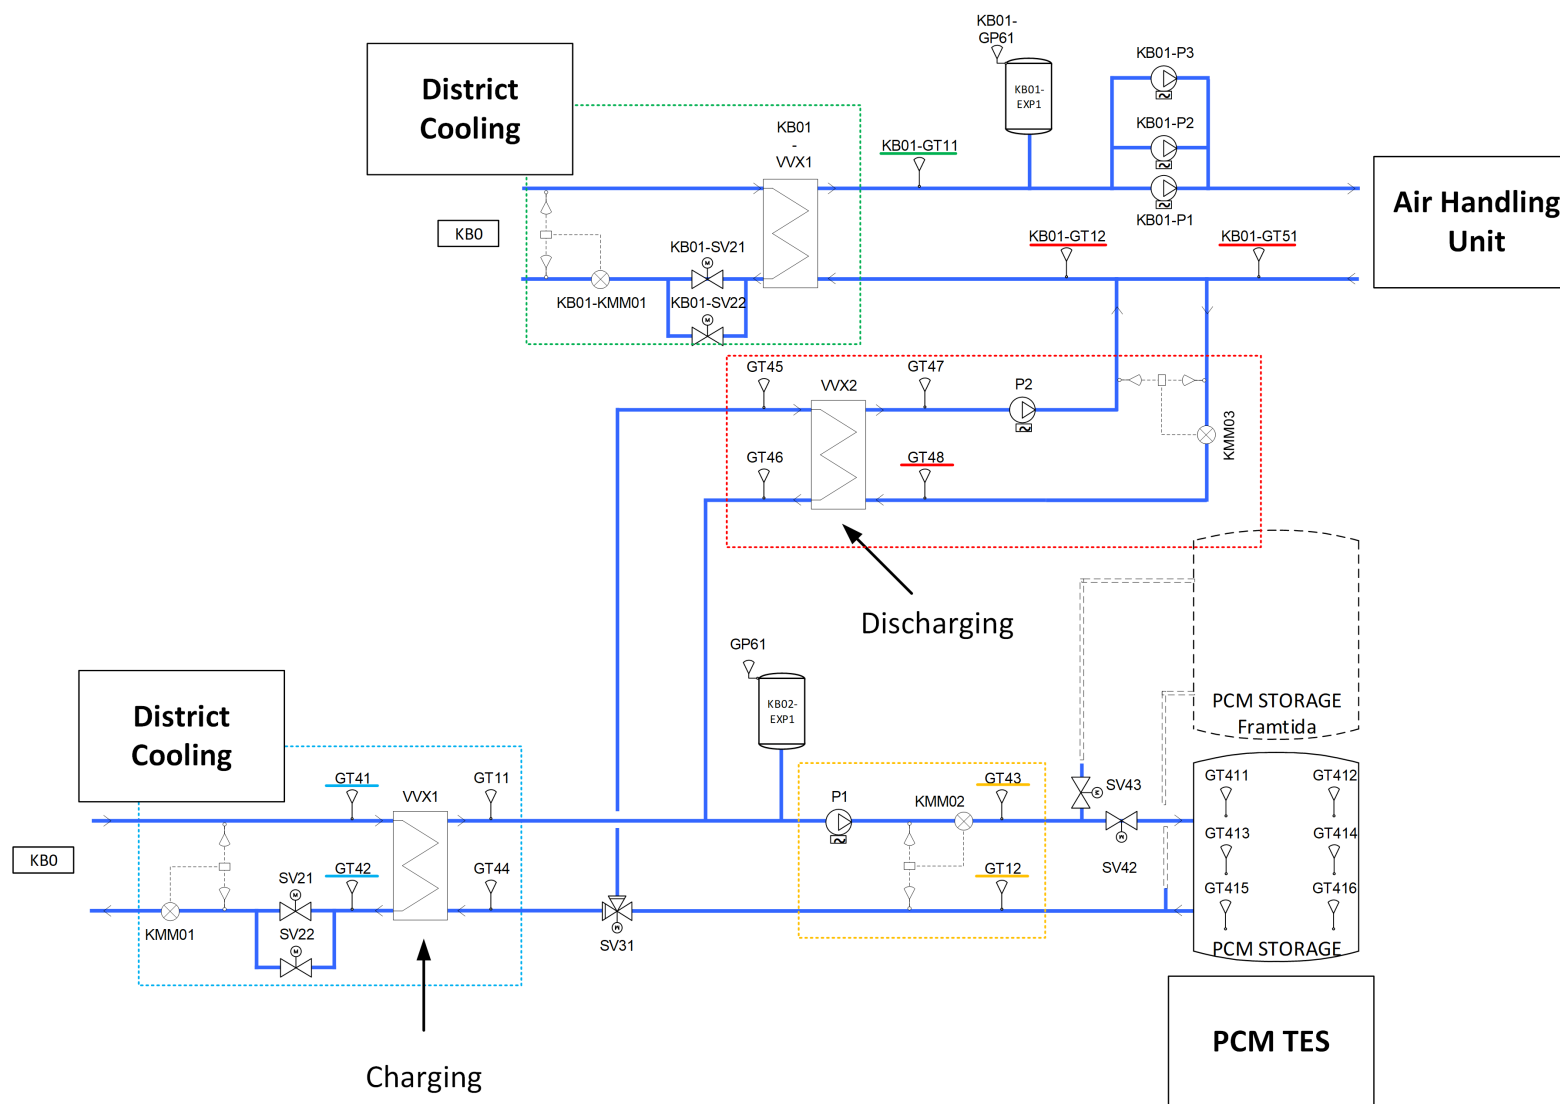 KB01-
GP61
KB01-P3
District
Cooling
KB01-
EXP1
KB01
-
VVX1
KB01-P2
KB01-GT11
Air Handling
Unit
KB0
KB01-P1
KB01-SV21
KB01-GT12
KB01-GT51
KB01-KMM01
KB01-SV22
GT45
VVX2
GT47
P2
KMM03
GT46
GT48
Discharging
GP61
KB02-
EXP1
PCM STORAGE
Framtida
District
Cooling
GT41
VVX1
GT11
P1
KMM02
GT43
SV43
GT411
GT412
KB0
GT413
GT414
SV21
GT42
GT44
GT12
SV42
GT415
GT416
KMM01
SV22
SV31
PCM STORAGE
PCM TES
Charging
M
M
M
M
M
M
M